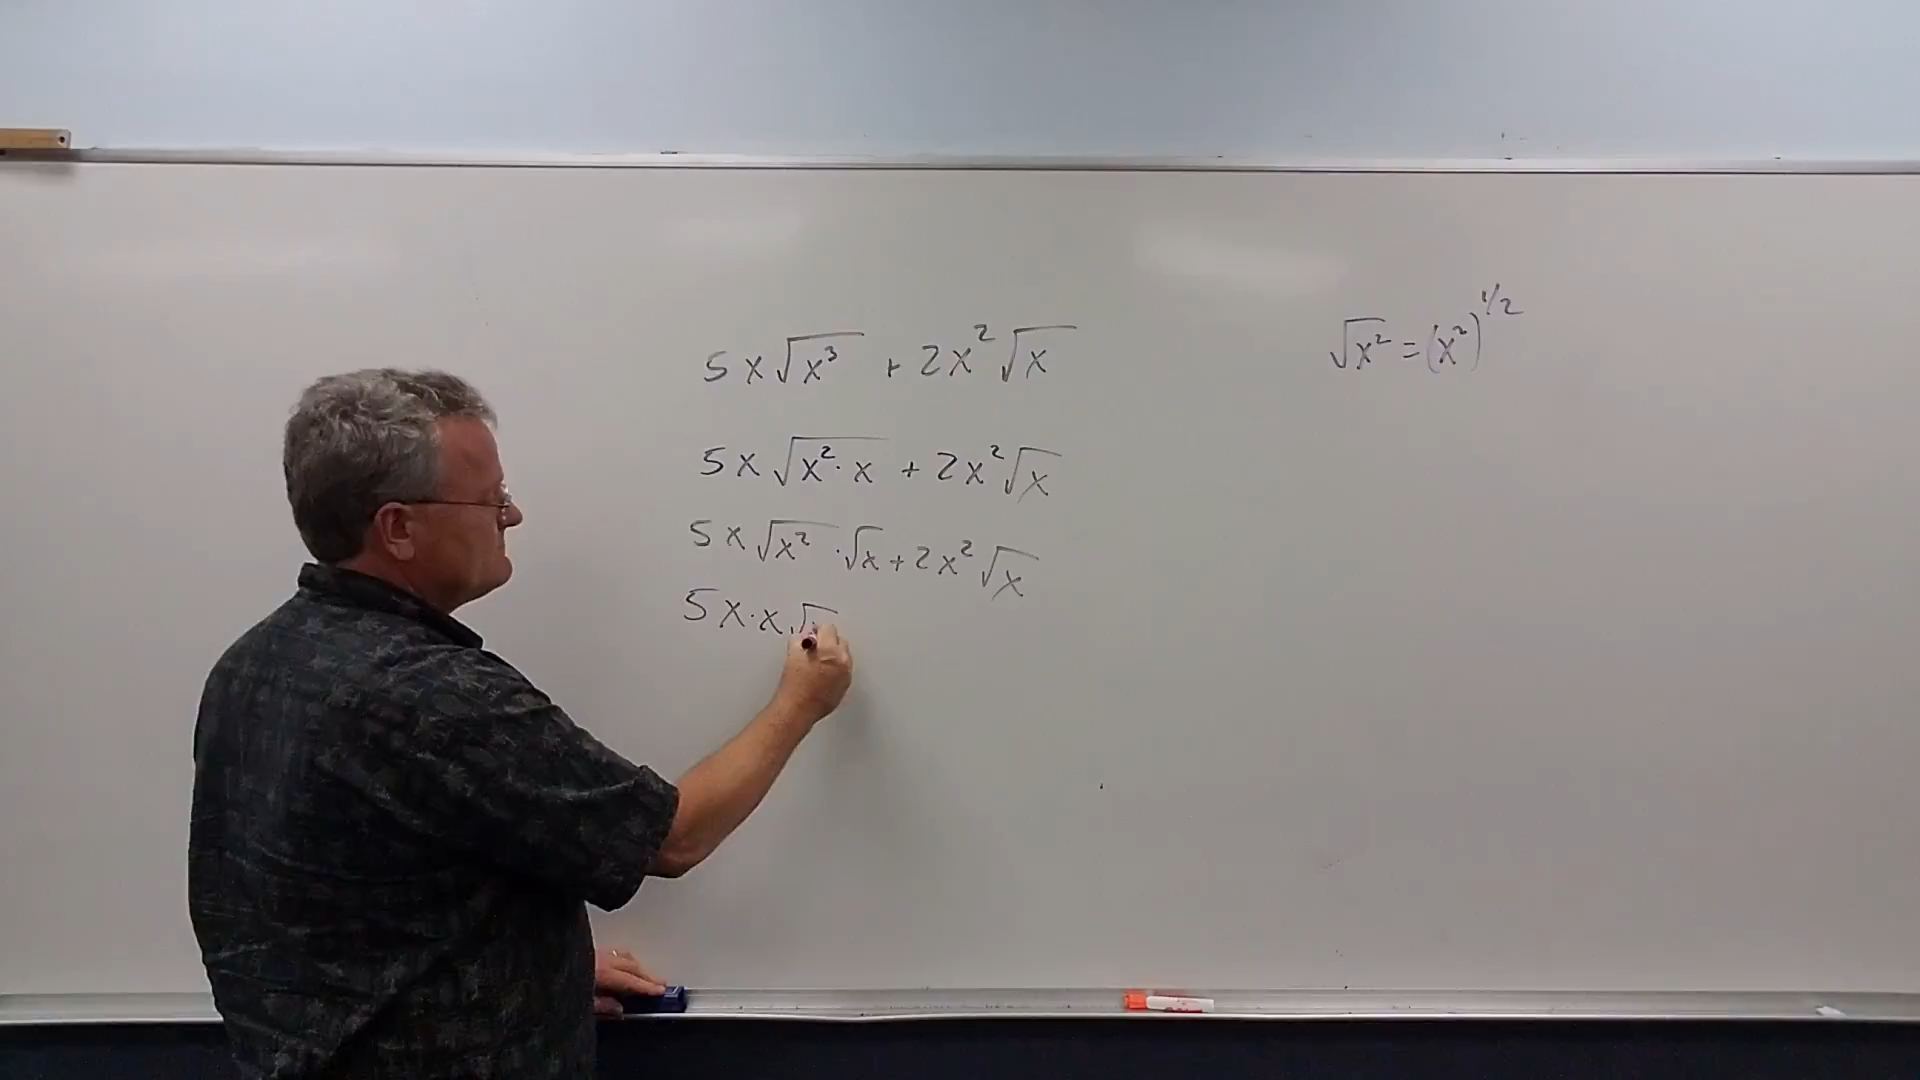 5x√x³ + 2x²√x
√x² = (x²)^1/2
5x√x²·x + 2x²√x
5x√x²·√x + 2x²√x
5x·x√